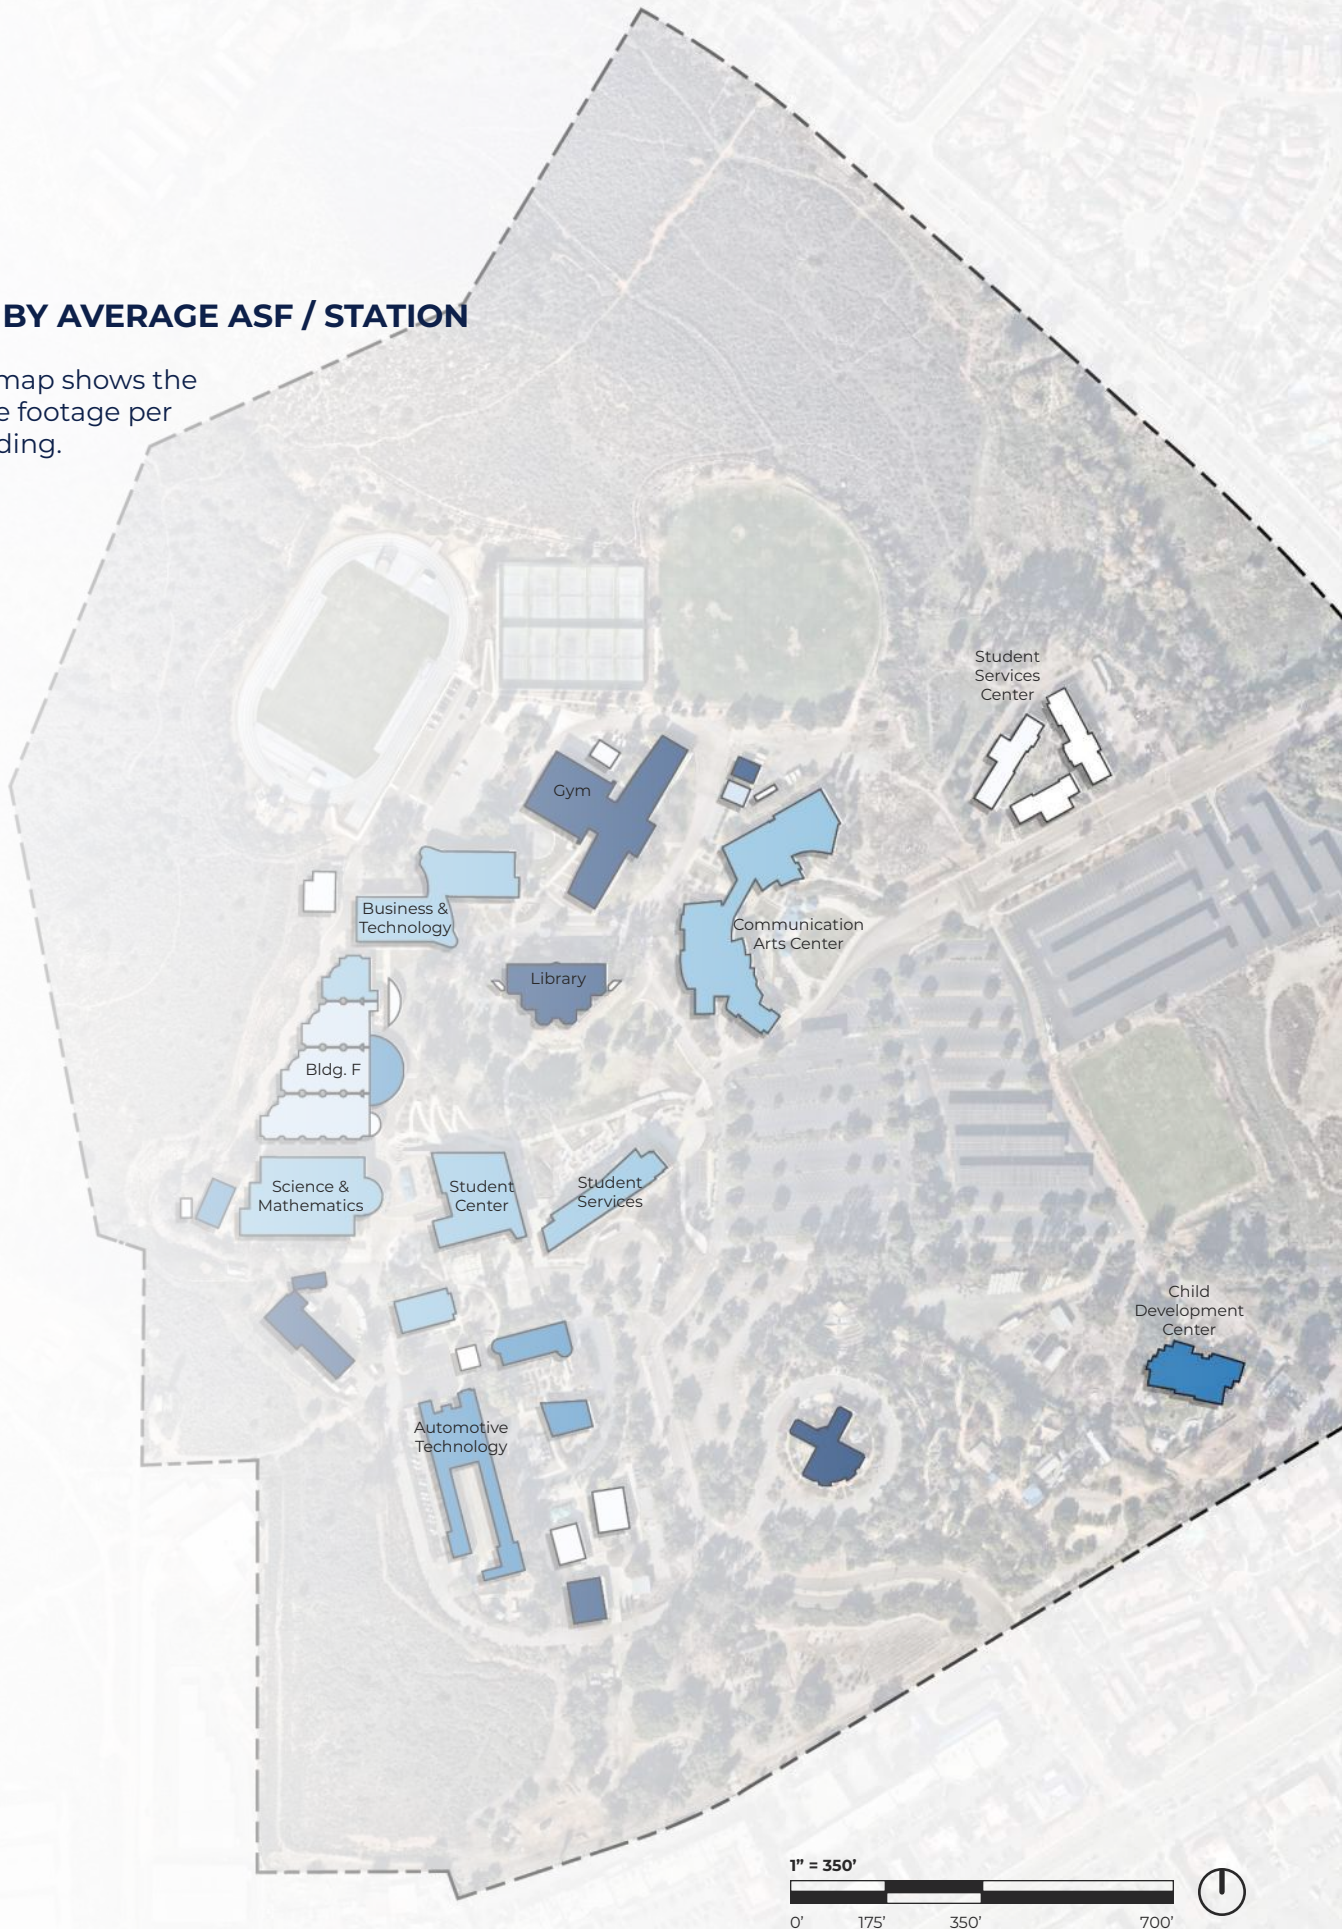 BY AVERAGE ASF / STATION
map shows the
e footage per
ding.
Student
Services
Center
Gym
Business &
Technology
Communication
Arts Center
Library
Bldg. F
Science &
Mathematics
Student
Center
Student
Services
Child
Development
Center
Automotive
Technology
1" = 350'
0' 175' 350' 700'